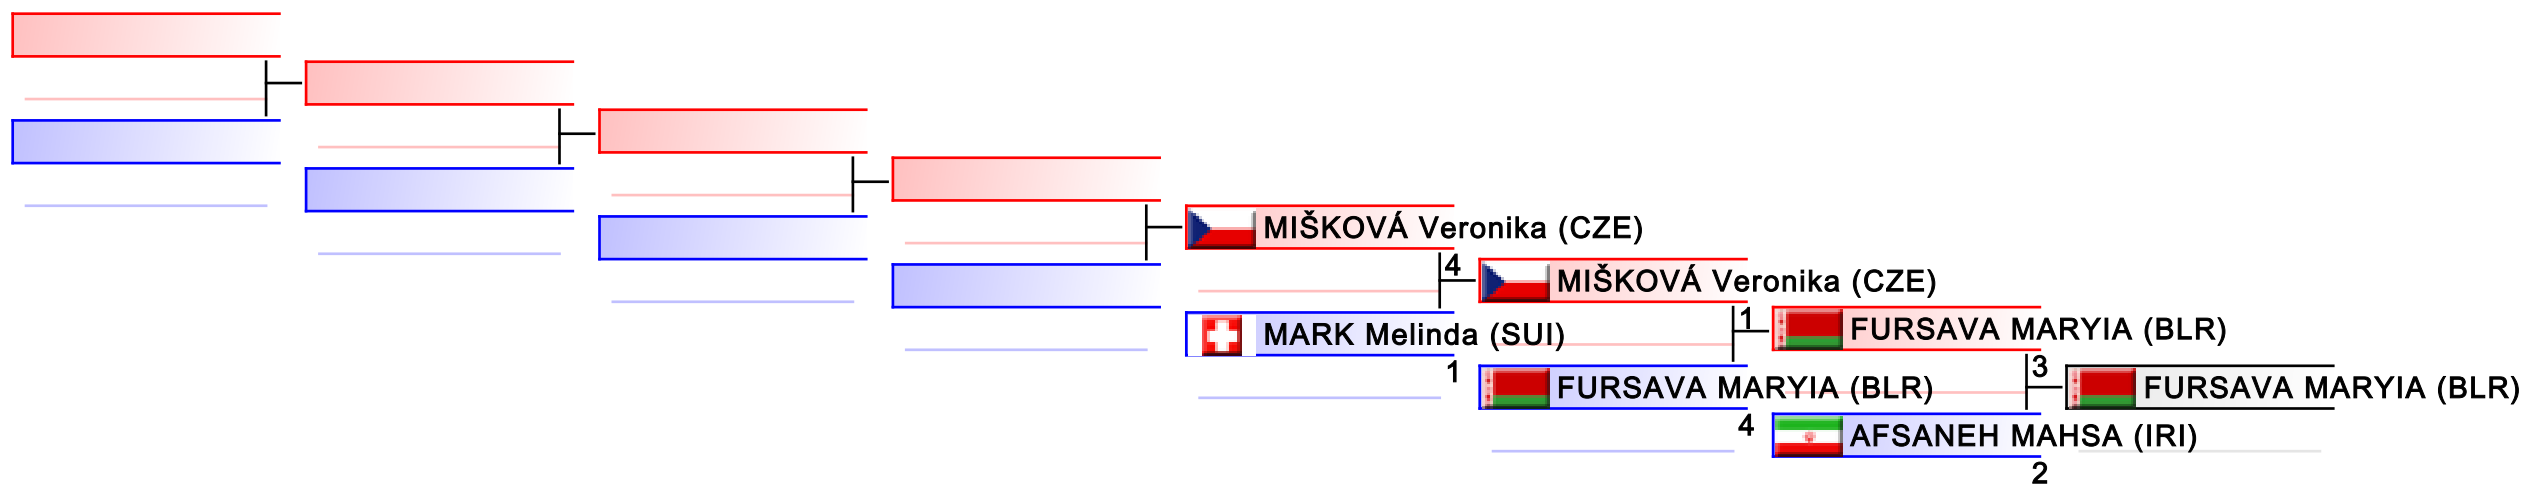 MIŠKOVÁ Veronika (CZE)
4
MIŠKOVÁ Veronika (CZE)
MARK Melinda (SUI)
1
1
FURSAVA MARYIA (BLR)
FURSAVA MARYIA (BLR)
4
3
FURSAVA MARYIA (BLR)
AFSANEH MAHSA (IRI)
2